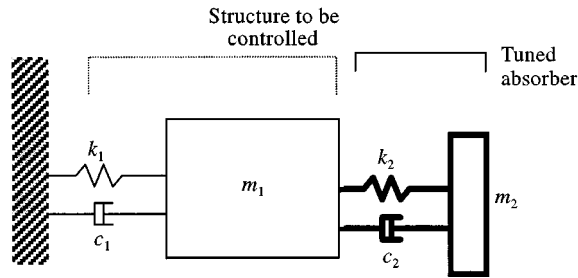 Structure to be
controlled
Tuned
absorber
k1
m1
c1
k2
m2
c2